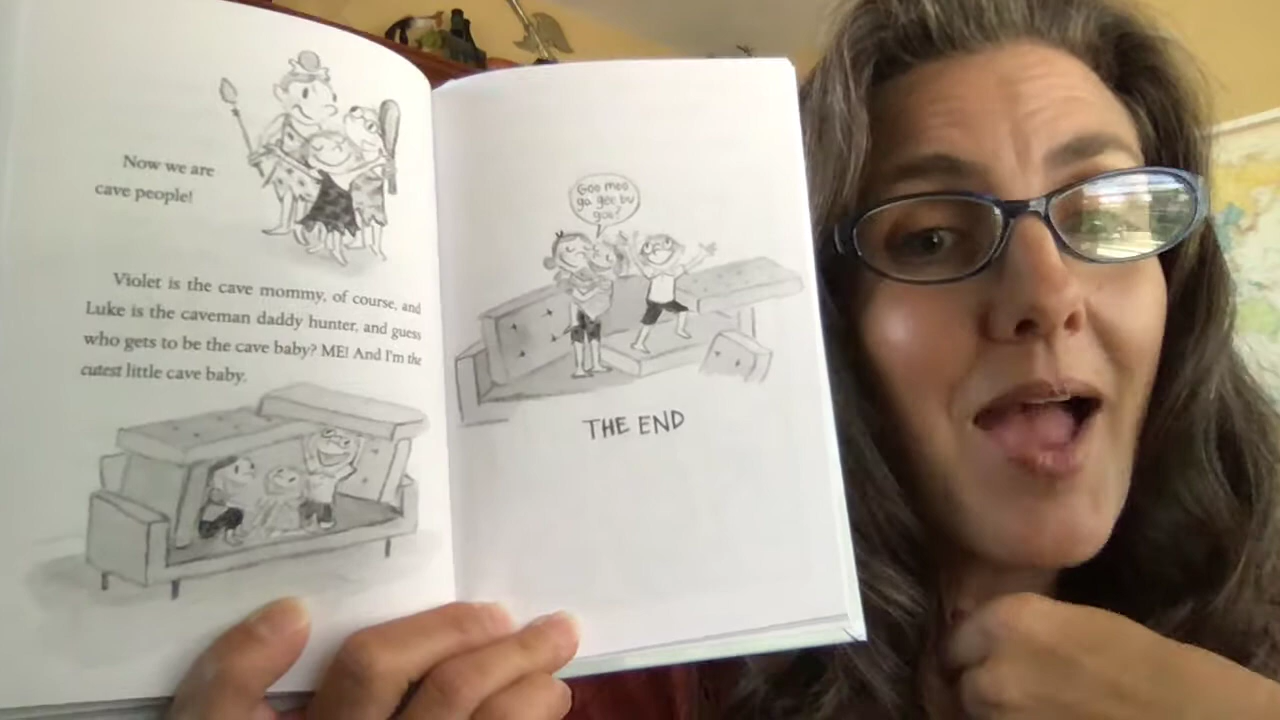 Now we are
cave people!
Violet is the cave mommy, of course, and
Luke is the caveman daddy hunter, and guess
who gets to be the cave baby? ME! And I'm the
cutest little cave baby.
Goo moo
ga gee bu
goo?
THE END